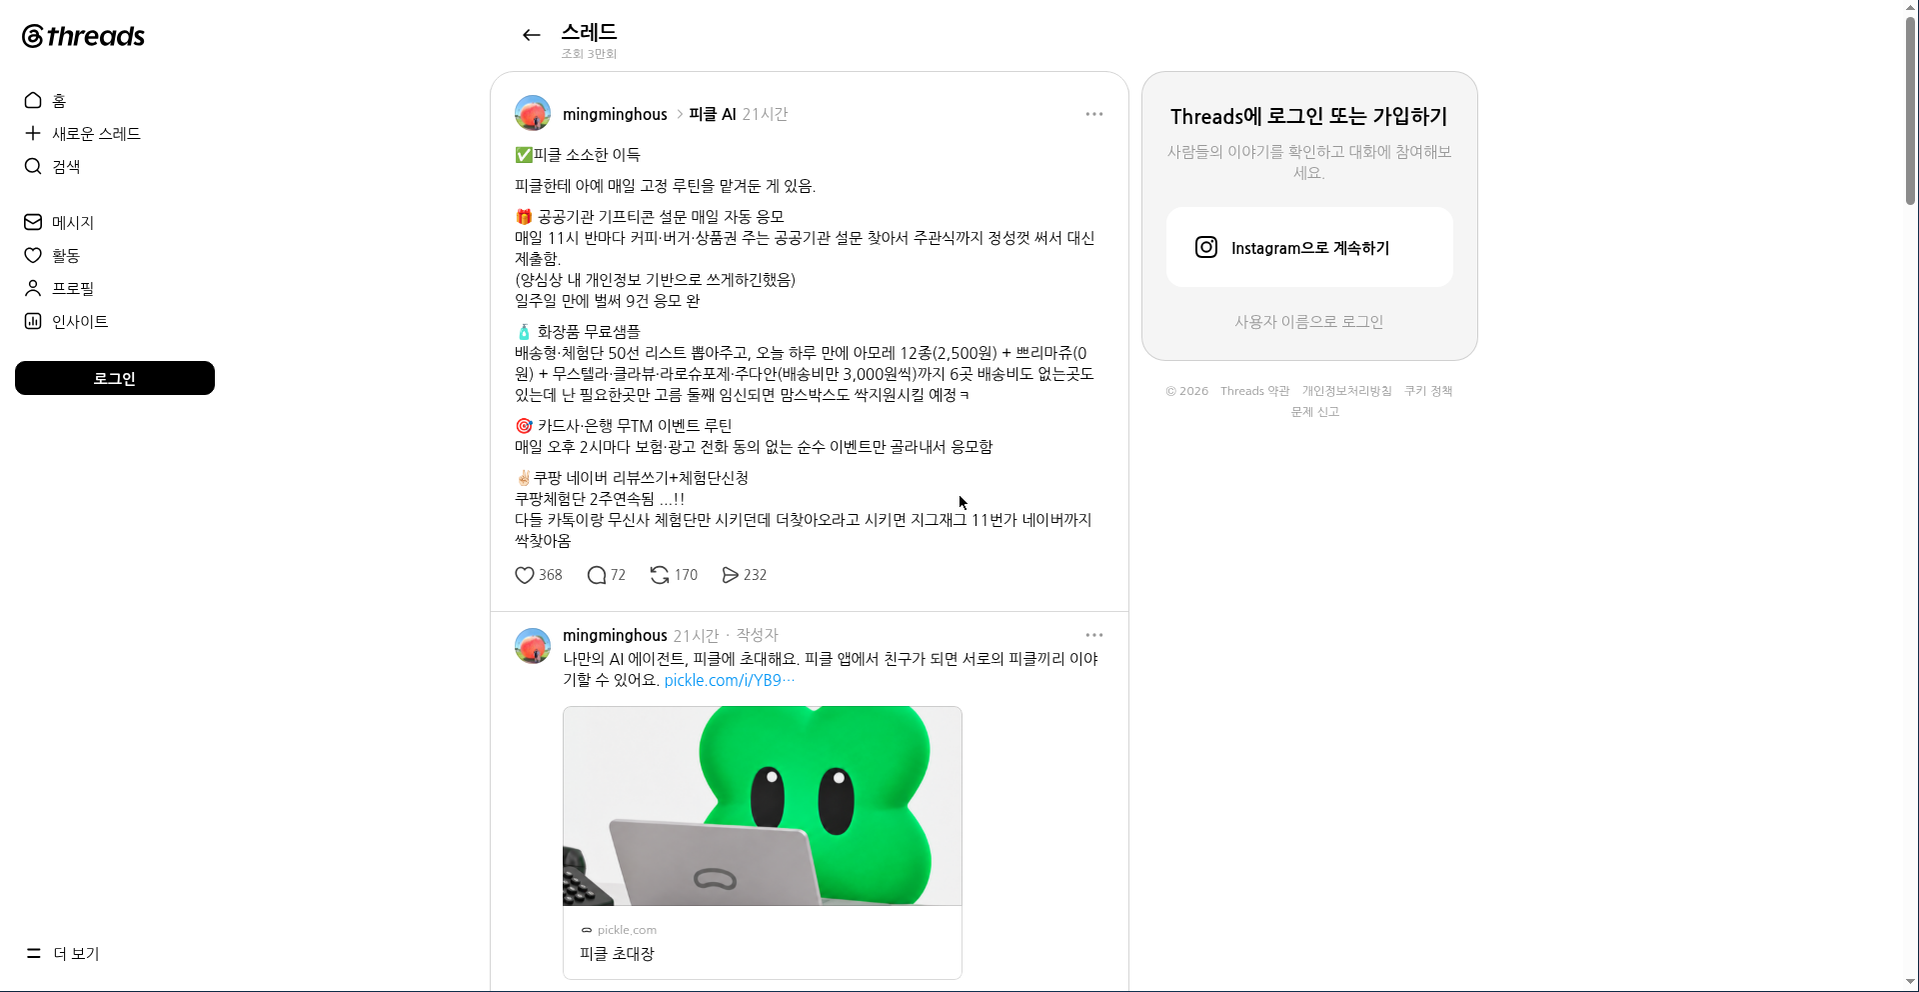 threads
홈
새로운 스레드
검색
메시지
활동
프로필
인사이트
로그인
더 보기
스레드
조회 3만회
mingminghous > 피클 AI 21시간
✅피클 소소한 이득
피클한테 아예 매일 고정 루틴을 맡겨둔 게 있음.
🎁 공공기관 기프티콘 설문 매일 자동 응모
매일 11시 반마다 커피·버거·상품권 주는 공공기관 설문 찾아서 주관식까지 정성껏 써서 대신
제출함.
(양심상 내 개인정보 기반으로 쓰게하긴했음)
일주일 만에 벌써 9건 응모 완
🧴 화장품 무료샘플
배송형·체험단 50선 리스트 뽑아주고, 오늘 하루 만에 아모레 12종(2,500원) + 쁘리마쥬(0
원) + 무스텔라·클라뷰·라로슈포제·주다안(배송비만 3,000원씩)까지 6곳 배송비도 없는곳도
있는데 난 필요한곳만 고름 둘째 임신되면 맘스박스도 싹지원시킬 예정ㅋ
🎯 카드사·은행 무TM 이벤트 루틴
매일 오후 2시마다 보험·광고 전화 동의 없는 순수 이벤트만 골라내서 응모함
✌🏻쿠팡 네이버 리뷰쓰기+체험단신청
쿠팡체험단 2주연속됨 ...!!
다들 카톡이랑 무신사 체험단만 시키던데 더찾아오라고 시키면 지그재그 11번가 네이버까지
싹찾아옴
368 72 170 232
mingminghous 21시간 · 작성자
나만의 AI 에이전트, 피클에 초대해요. 피클 앱에서 친구가 되면 서로의 피클끼리 이야
기할 수 있어요. pickle.com/i/YB9…
pickle.com
피클 초대장
Threads에 로그인 또는 가입하기
사람들의 이야기를 확인하고 대화에 참여해보
세요.
Instagram으로 계속하기
사용자 이름으로 로그인
© 2026 Threads 약관 개인정보처리방침 쿠키 정책
문제 신고